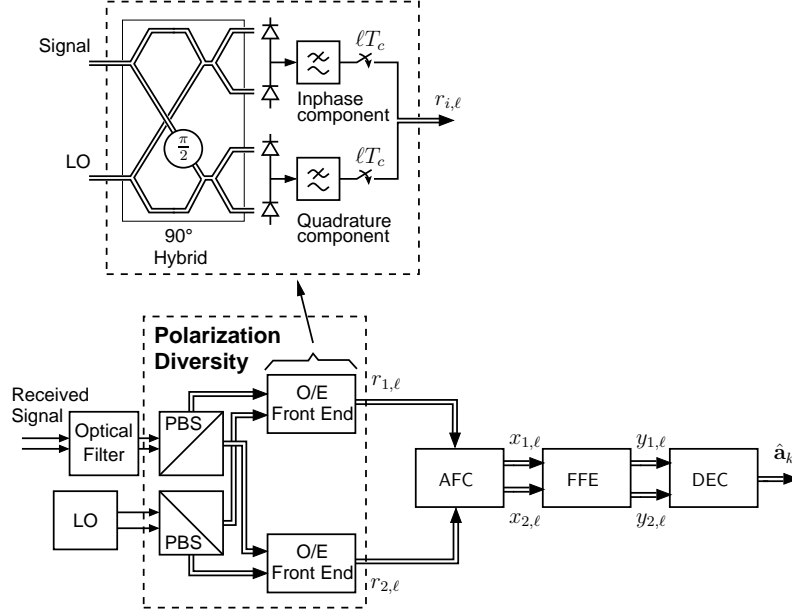 Signal
LO
π/2
90°
Hybrid
ℓT_c
Inphase
component
ℓT_c
Quadrature
component
r_{i,ℓ}
Polarization
Diversity
Received
Signal
Optical
Filter
LO
PBS
PBS
O/E
Front End
O/E
Front End
r_{1,ℓ}
r_{2,ℓ}
AFC
x_{1,ℓ}
x_{2,ℓ}
FFE
y_{1,ℓ}
y_{2,ℓ}
DEC
â_k